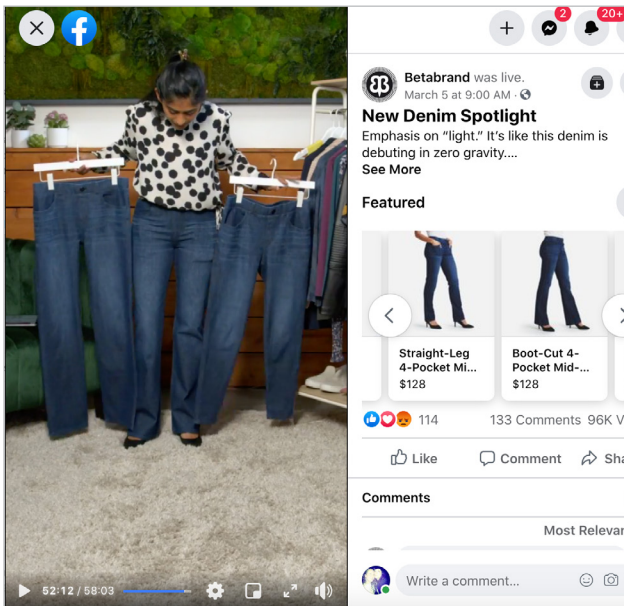 2
20+
Betabrand was live.
March 5 at 9:00 AM ·
New Denim Spotlight
Emphasis on “light.” It’s like this denim is
debuting in zero gravity....
See More
Featured
Straight-Leg
4-Pocket Mi...
$128
Boot-Cut 4-
Pocket Mid-...
$128
114
133 Comments 96K V
Like
Comment
Sha
Comments
Most Relevan
Write a comment...
52:12 / 58:03